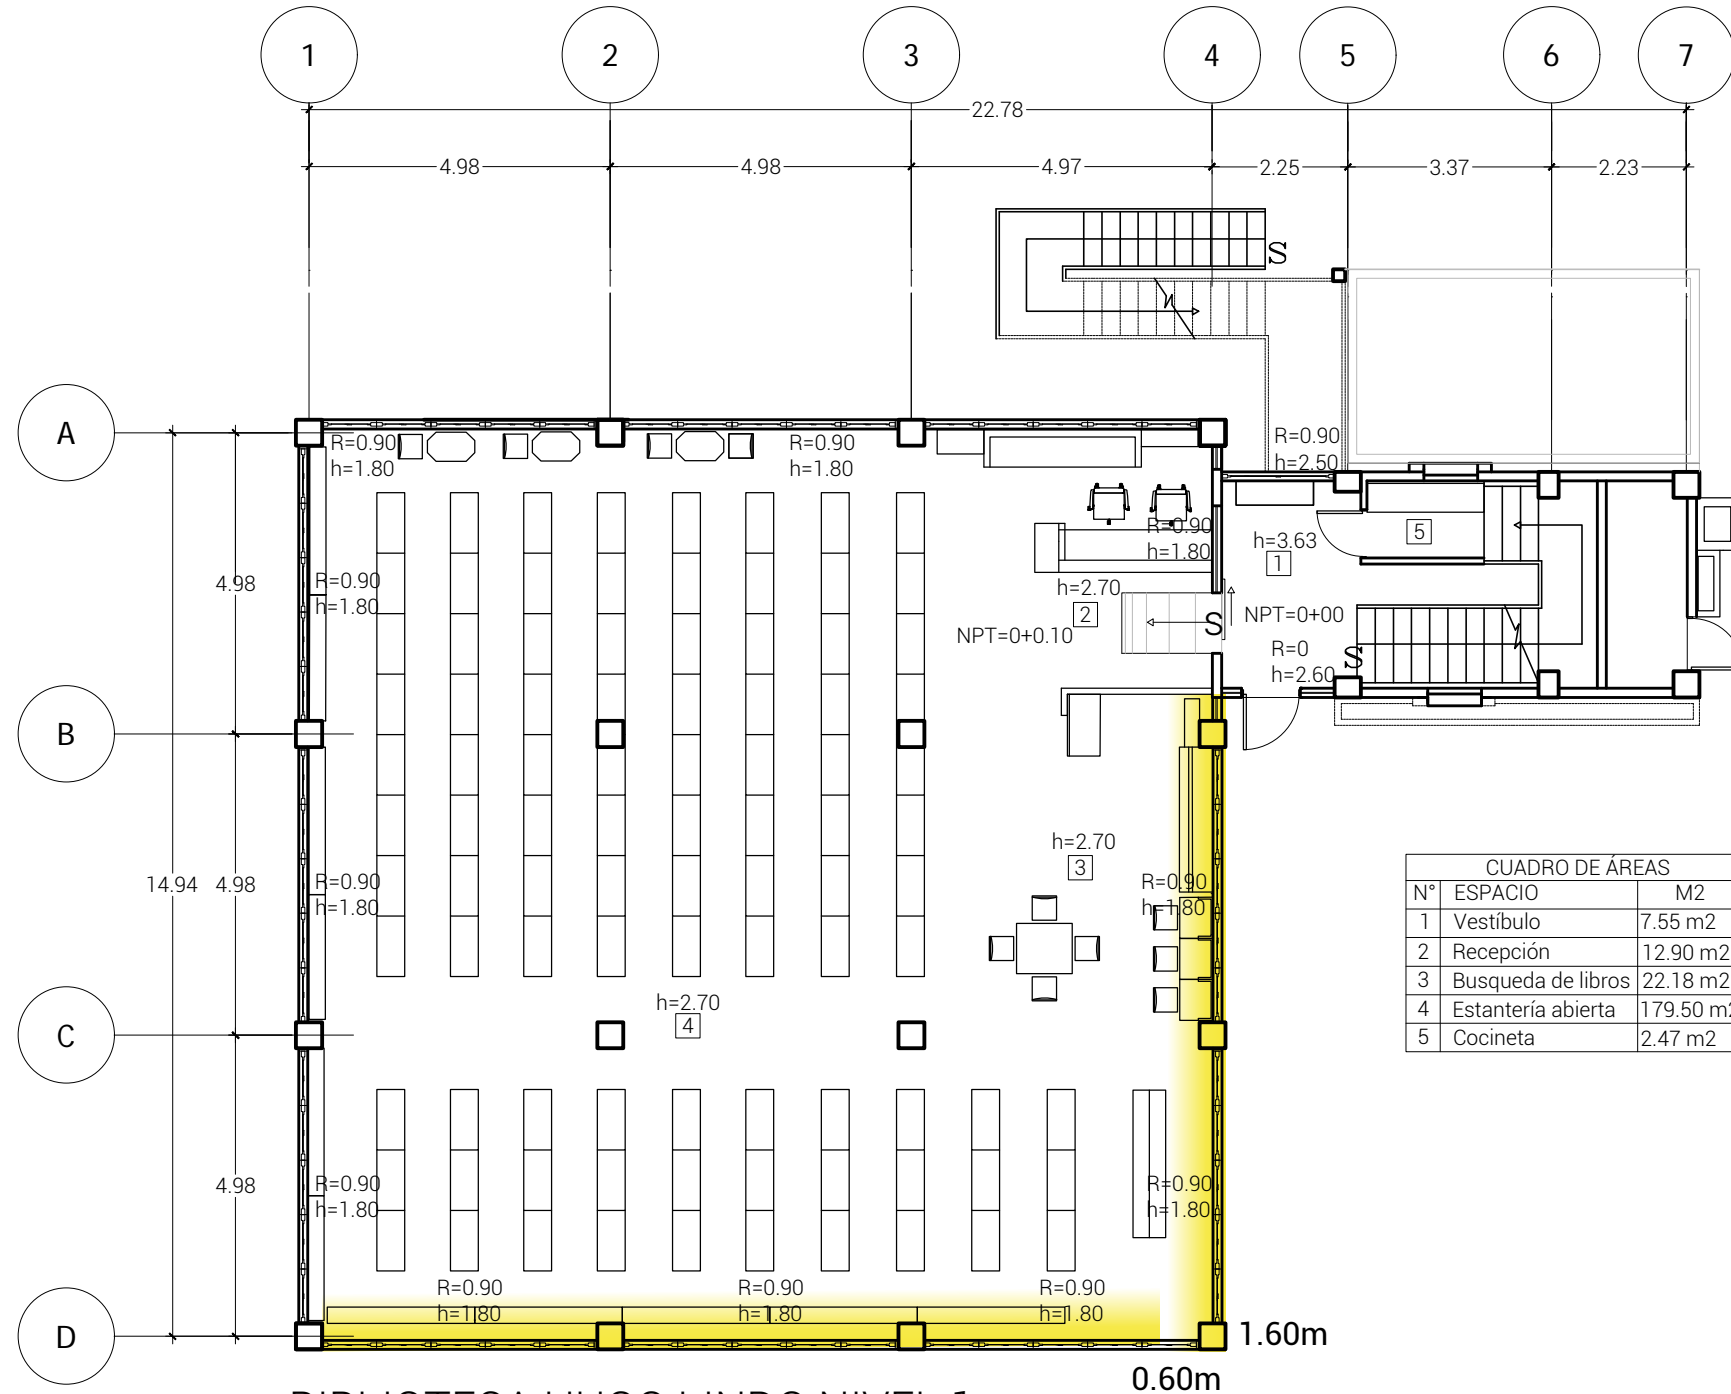 1 2 3 4 5 6 7
22.78
4.98 4.98 4.97 2.25 3.37 2.23
S
A
R=0.90
h=1.80
R=0.90
h=1.80
R=0.90
h=2.50
R=0.90
h=1.80
h=3.63
1
5
4.98
R=0.90
h=1.80
h=2.70
2
NPT=0+0.10
S
NPT=0+00
R=0
h=2.60
S
B
h=2.70
3
14.94
4.98
R=0.90
h=1.80
R=0.90
h=1.80
CUADRO DE ÁREAS
N° ESPACIO M2
1 Vestíbulo 7.55 m2
2 Recepción 12.90 m2
3 Busqueda de libros 22.18 m2
4 Estantería abierta 179.50 m2
5 Cocineta 2.47 m2
h=2.70
4
C
4.98
R=0.90
h=1.80
R=0.90
h=1.80
R=0.90
h=1.80
R=0.90
h=1.80
R=0.90
h=1.80
D
1.60m
0.60m